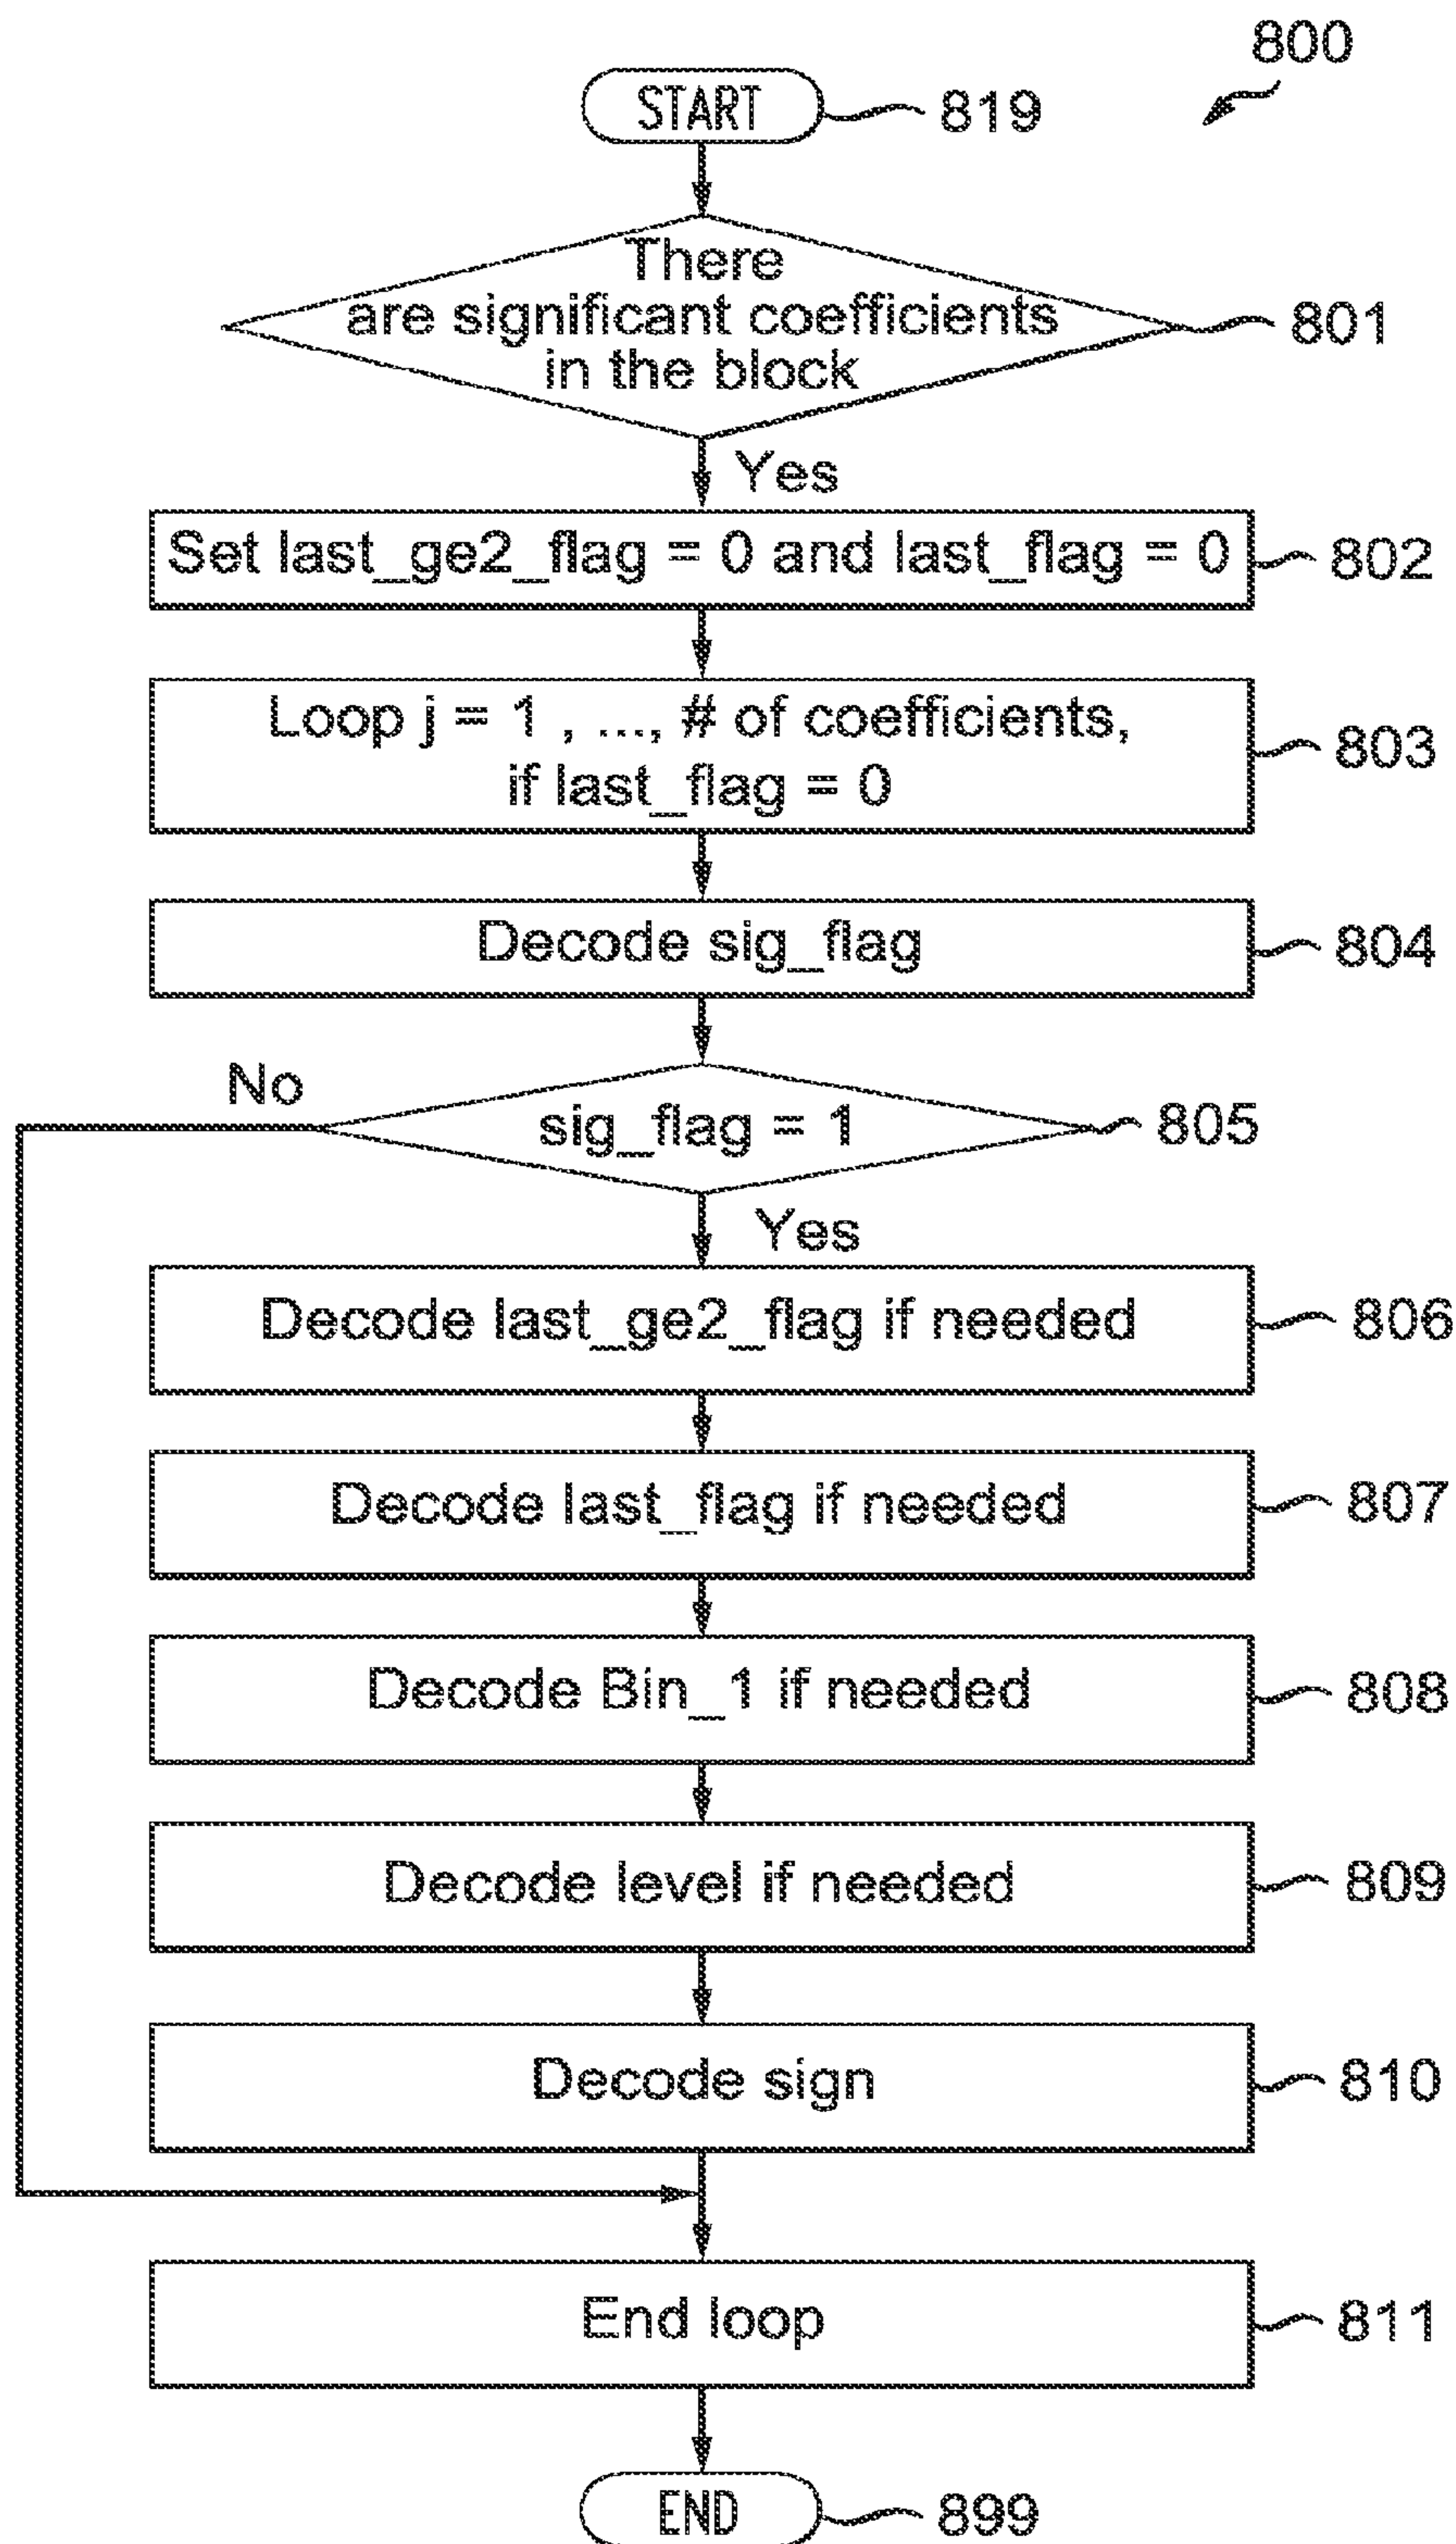 800
START
819
There
are significant coefficients
in the block
801
Yes
Set last_ge2_flag = 0 and last_flag = 0
802
Loop j = 1 , ..., # of coefficients,
if last_flag = 0
803
Decode sig_flag
804
No
sig_flag = 1
805
Yes
Decode last_ge2_flag if needed
806
Decode last_flag if needed
807
Decode Bin_1 if needed
808
Decode level if needed
809
Decode sign
810
End loop
811
END
899